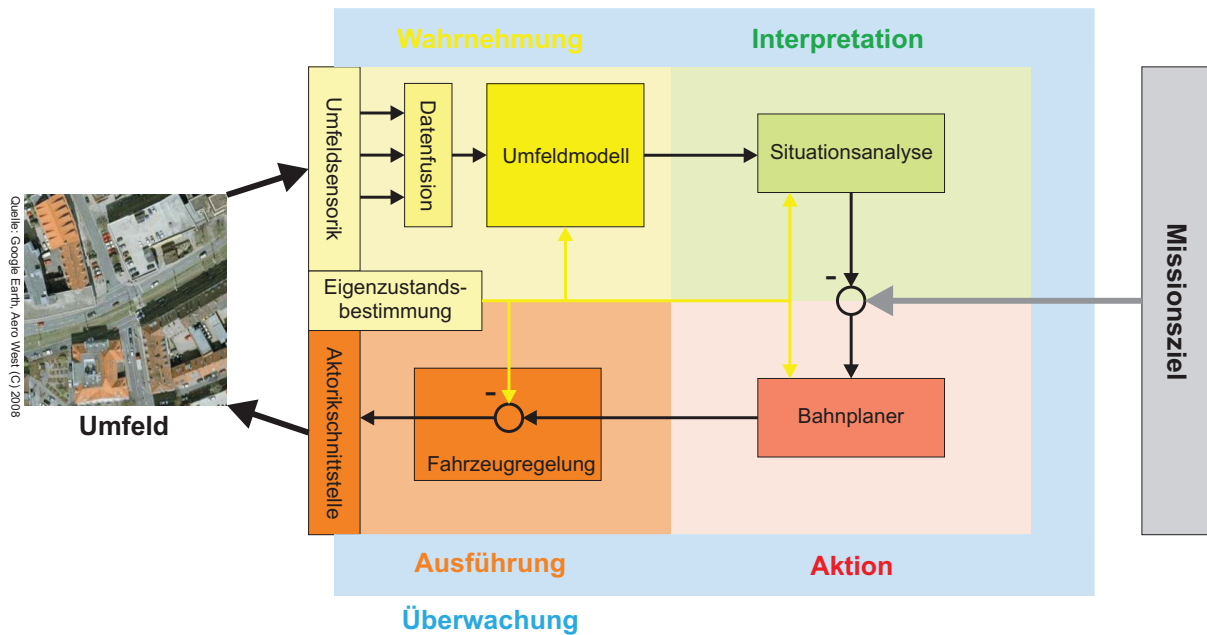 Wahrnehmung
Interpretation
Umfeldsensorik
Datenfusion
Umfeldmodell
Situationsanalyse
-
Quelle: Google Earth, Aero West (C) 2008
Umfeld
Eigenzustands-
bestimmung
Missionsziel
Aktorikschnittstelle
-
Fahrzeugregelung
Bahnplaner
Ausführung
Aktion
Überwachung